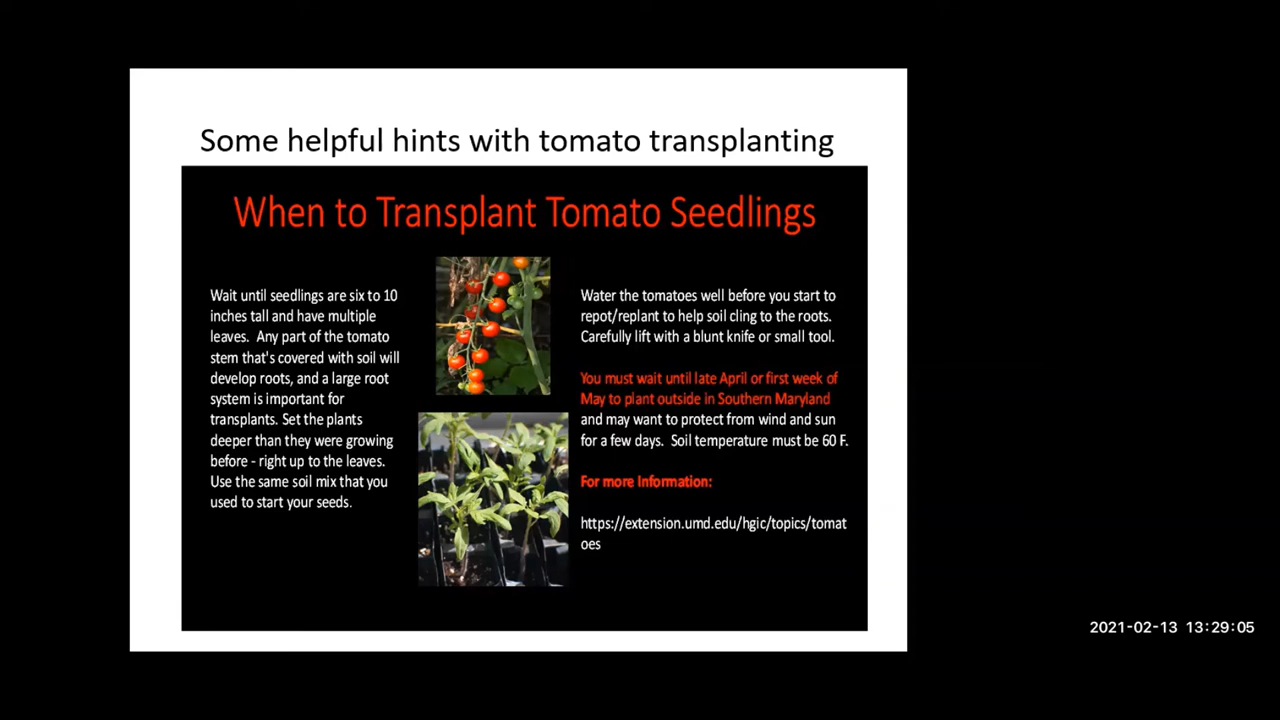 Some helpful hints with tomato transplanting
When to Transplant Tomato Seedlings
Wait until seedlings are six to 10
inches tall and have multiple
leaves. Any part of the tomato
stem that's covered with soil will
develop roots, and a large root
system is important for
transplants. Set the plants
deeper than they were growing
before - right up to the leaves.
Use the same soil mix that you
used to start your seeds.
Water the tomatoes well before you start to
repot/replant to help soil cling to the roots.
Carefully lift with a blunt knife or small tool.
You must wait until late April or first week of
May to plant outside in Southern Maryland
and may want to protect from wind and sun
for a few days. Soil temperature must be 60 F.
For more Information:
https://extension.umd.edu/hgic/topics/tomat
oes
2021-02-13 13:29:05